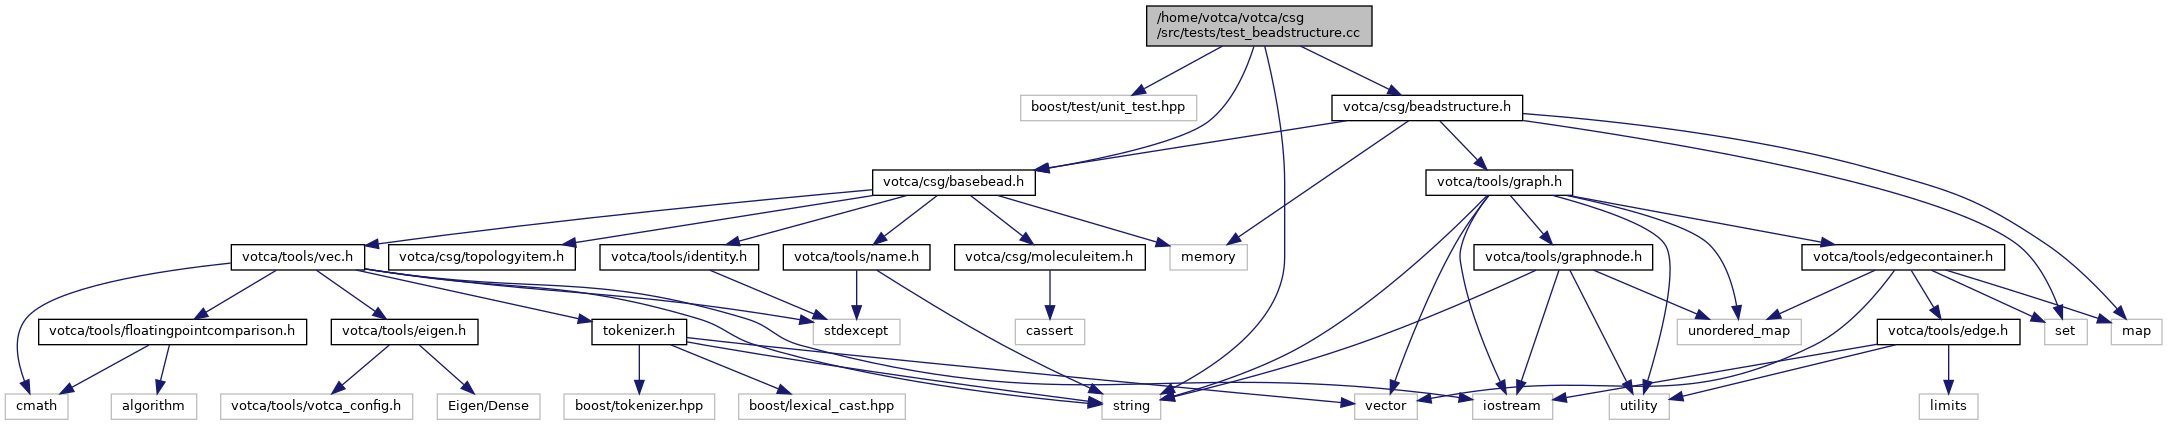 /home/votca/votca/csg
/src/tests/test_beadstructure.cc
boost/test/unit_test.hpp
votca/csg/beadstructure.h
votca/csg/basebead.h
votca/tools/graph.h
votca/tools/vec.h
votca/csg/topologyitem.h
votca/tools/identity.h
votca/tools/name.h
votca/csg/moleculeitem.h
memory
votca/tools/graphnode.h
votca/tools/edgecontainer.h
votca/tools/floatingpointcomparison.h
votca/tools/eigen.h
tokenizer.h
stdexcept
cassert
unordered_map
votca/tools/edge.h
set
map
cmath
algorithm
votca/tools/votca_config.h
Eigen/Dense
boost/tokenizer.hpp
boost/lexical_cast.hpp
string
vector
iostream
utility
limits